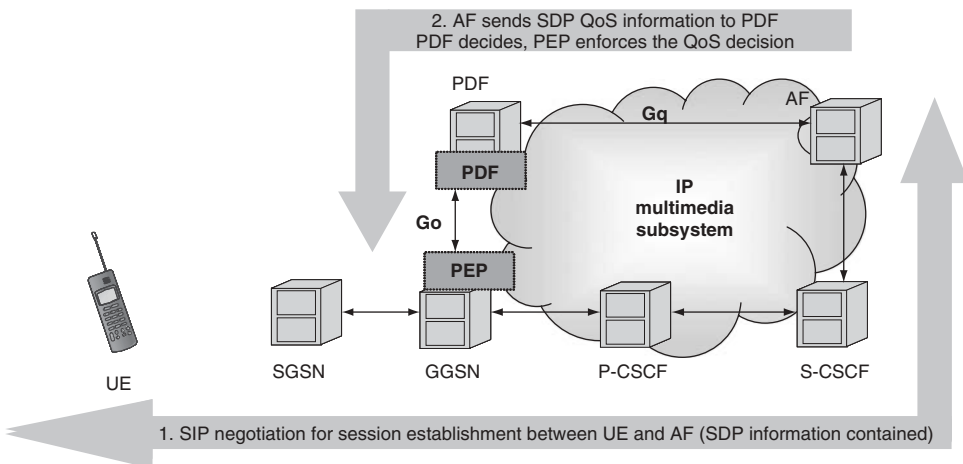 2. AF sends SDP QoS information to PDF
PDF decides, PEP enforces the QoS decision
PDF
AF
Gq
PDF
IP
multimedia
subsystem
Go
PEP
UE
SGSN
GGSN
P-CSCF
S-CSCF
1. SIP negotiation for session establishment between UE and AF (SDP information contained)